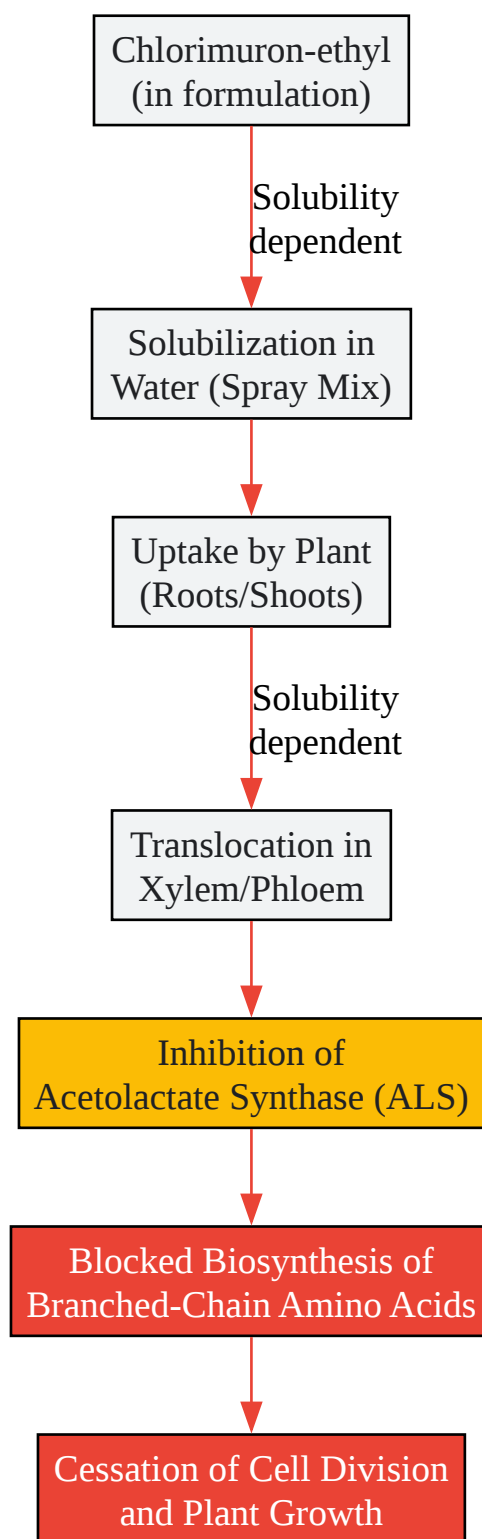 Chlorimuron-ethyl
(in formulation)
Solubility
dependent
Solubilization in
Water (Spray Mix)
Uptake by Plant
(Roots/Shoots)
Solubility
dependent
Translocation in
Xylem/Phloem
Inhibition of
Acetolactate Synthase (ALS)
Blocked Biosynthesis of
Branched-Chain Amino Acids
Cessation of Cell Division
and Plant Growth